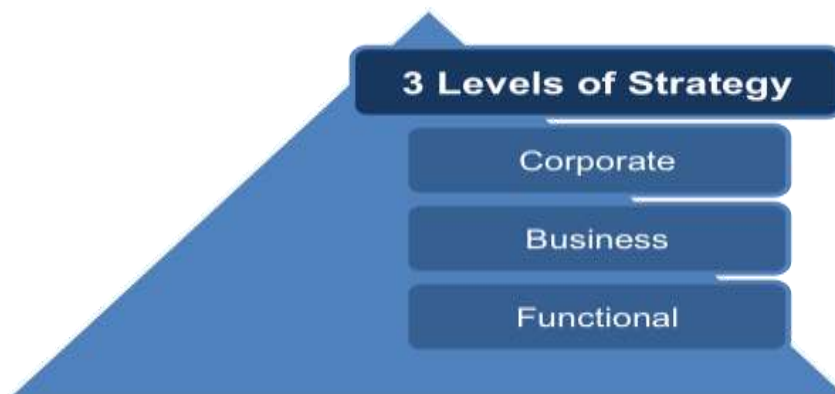 3 Levels of Strategy
Corporate
Business
Functional